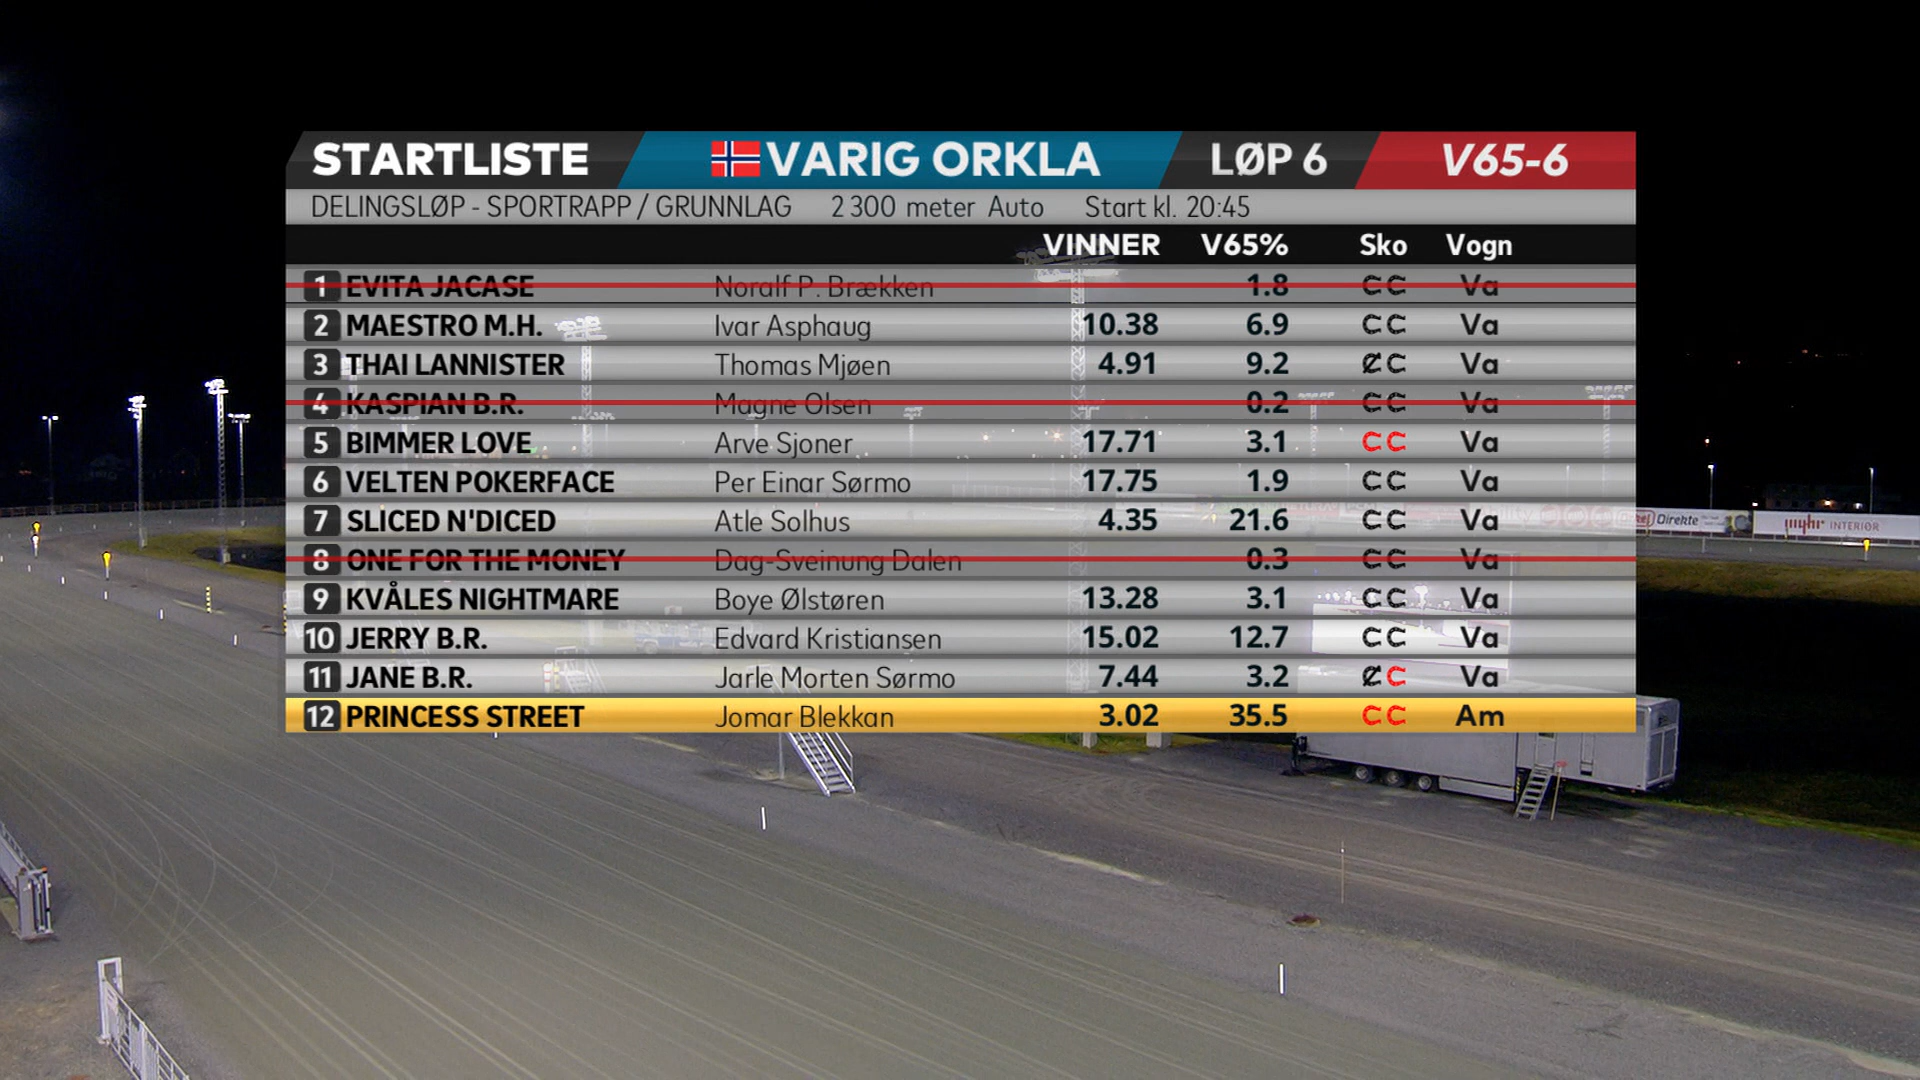 STARTLISTE VARIG ORKLA LØP 6 V65-6
DELINGSLØP - SPORTRAPP / GRUNNLAG 2 300 meter Auto Start kl. 20:45
VINNER V65% Sko Vogn
1 EVITA JACASE Noralf P. Brækken 1.8 Va
2 MAESTRO M.H. Ivar Asphaug 10.38 6.9 Va
3 THAI LANNISTER Thomas Mjøen 4.91 9.2 Va
4 KASPIAN B.R. Magne Olsen 0.2 Va
5 BIMMER LOVE Arve Sjoner 17.71 3.1 Va
6 VELTEN POKERFACE Per Einar Sørmo 17.75 1.9 Va
7 SLICED N'DICED Atle Solhus 4.35 21.6 Va
8 ONE FOR THE MONEY Dag-Sveinung Dalen 0.3 Va
9 KVÅLES NIGHTMARE Boye Ølstøren 13.28 3.1 Va
10 JERRY B.R. Edvard Kristiansen 15.02 12.7 Va
11 JANE B.R. Jarle Morten Sørmo 7.44 3.2 Va
12 PRINCESS STREET Jomar Blekkan 3.02 35.5 Am
Direkte
myhr INTERIØR